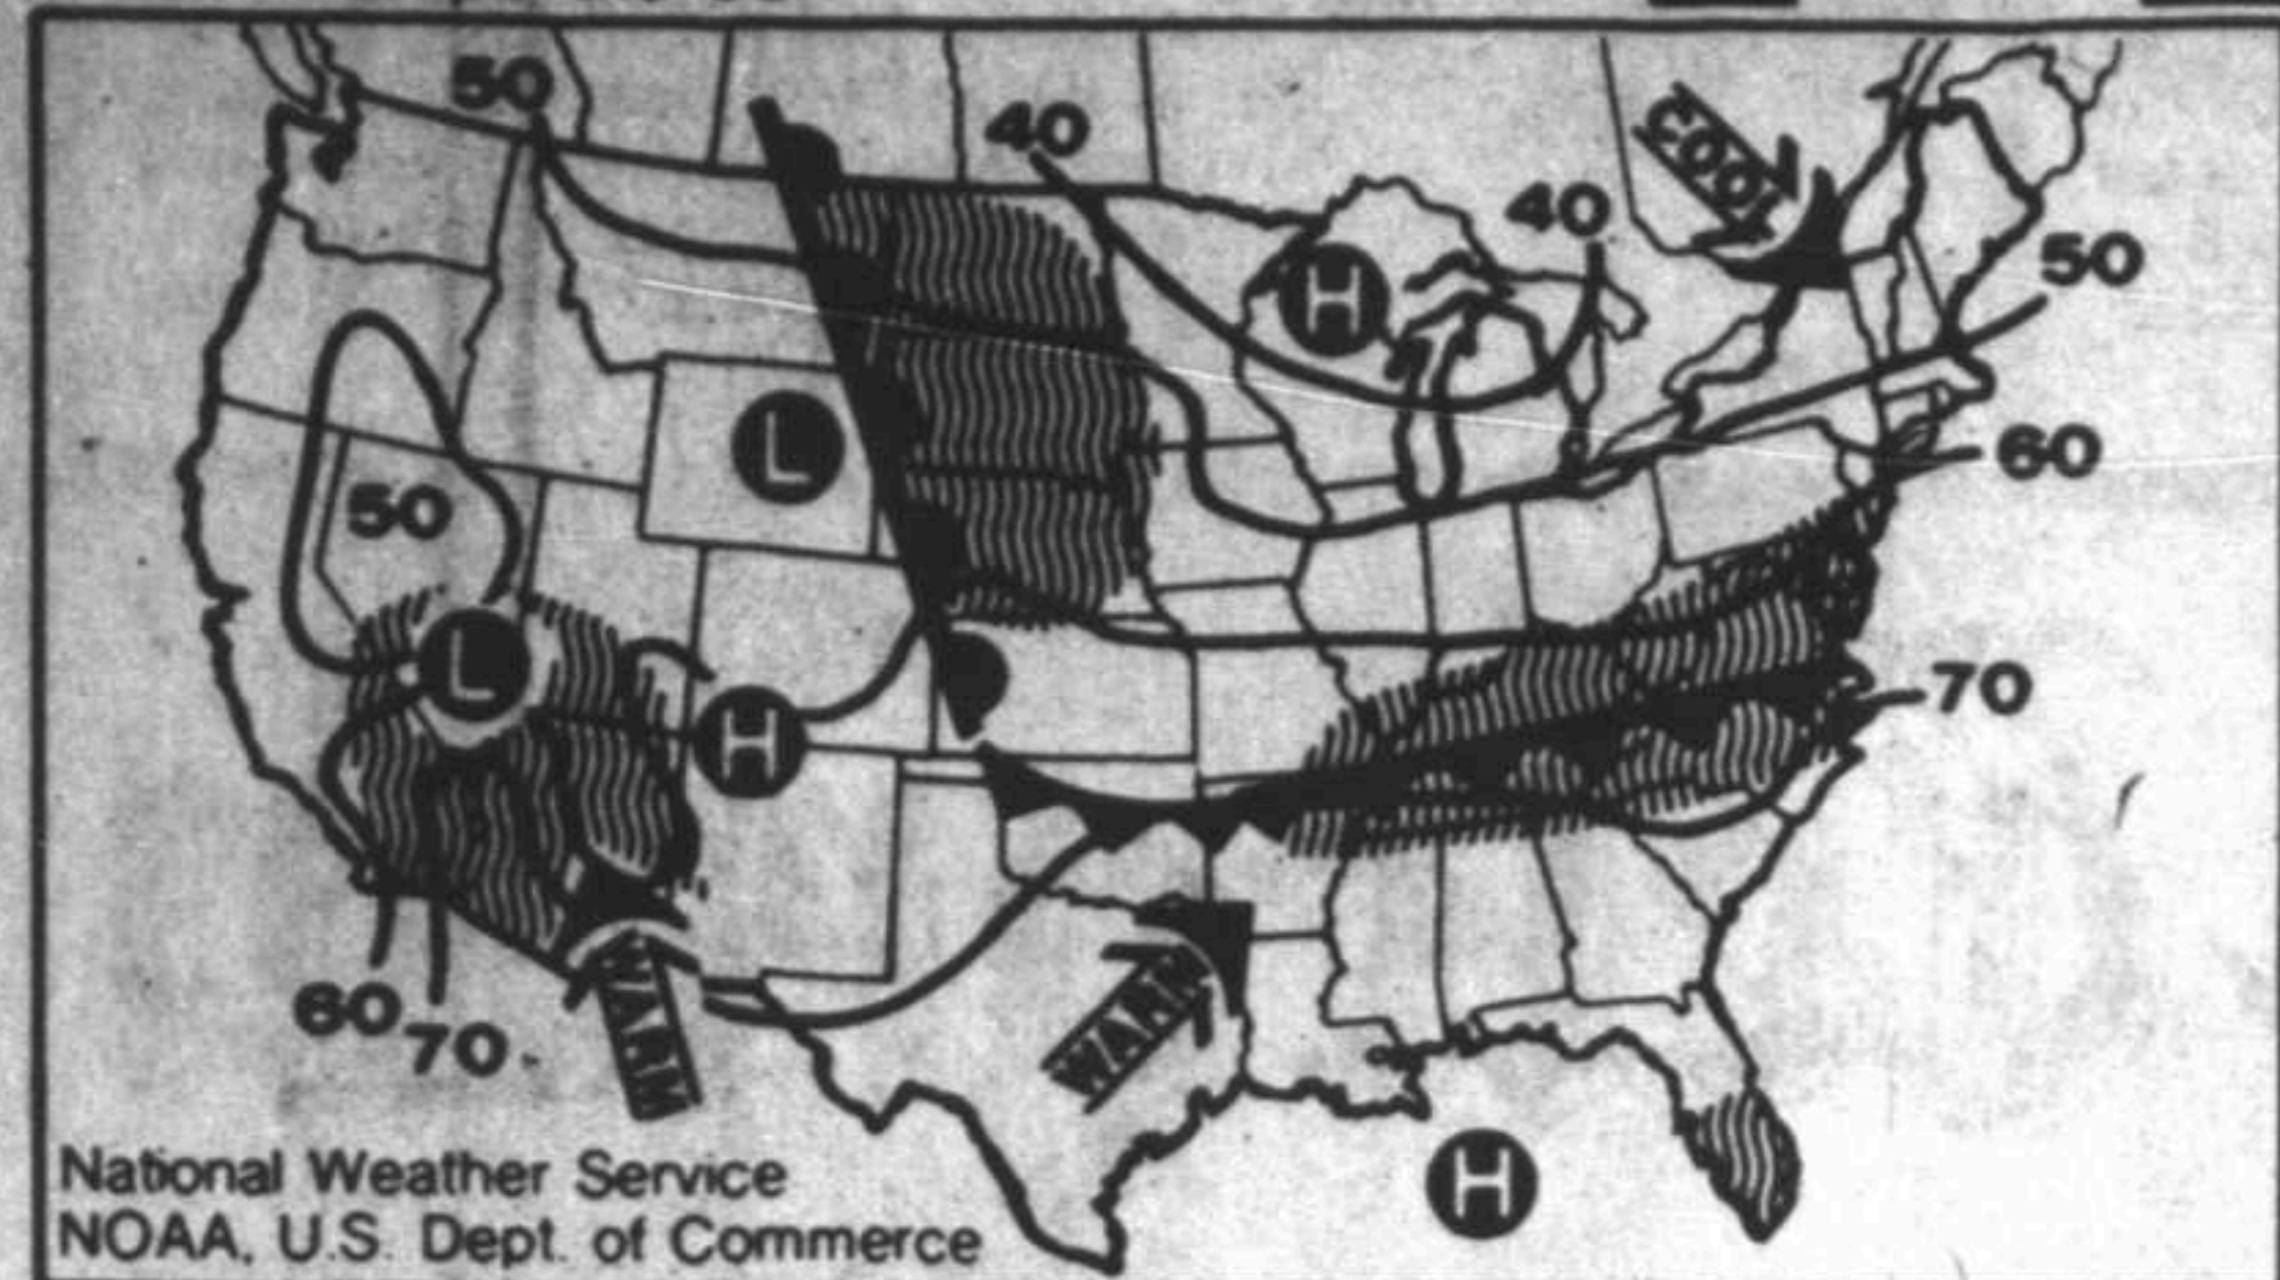 50
40
COOL
40
50
H
L
60
50
L
70
H
WARM
WARM
60
70
H
National Weather Service
NOAA, U.S. Dept. of Commerce